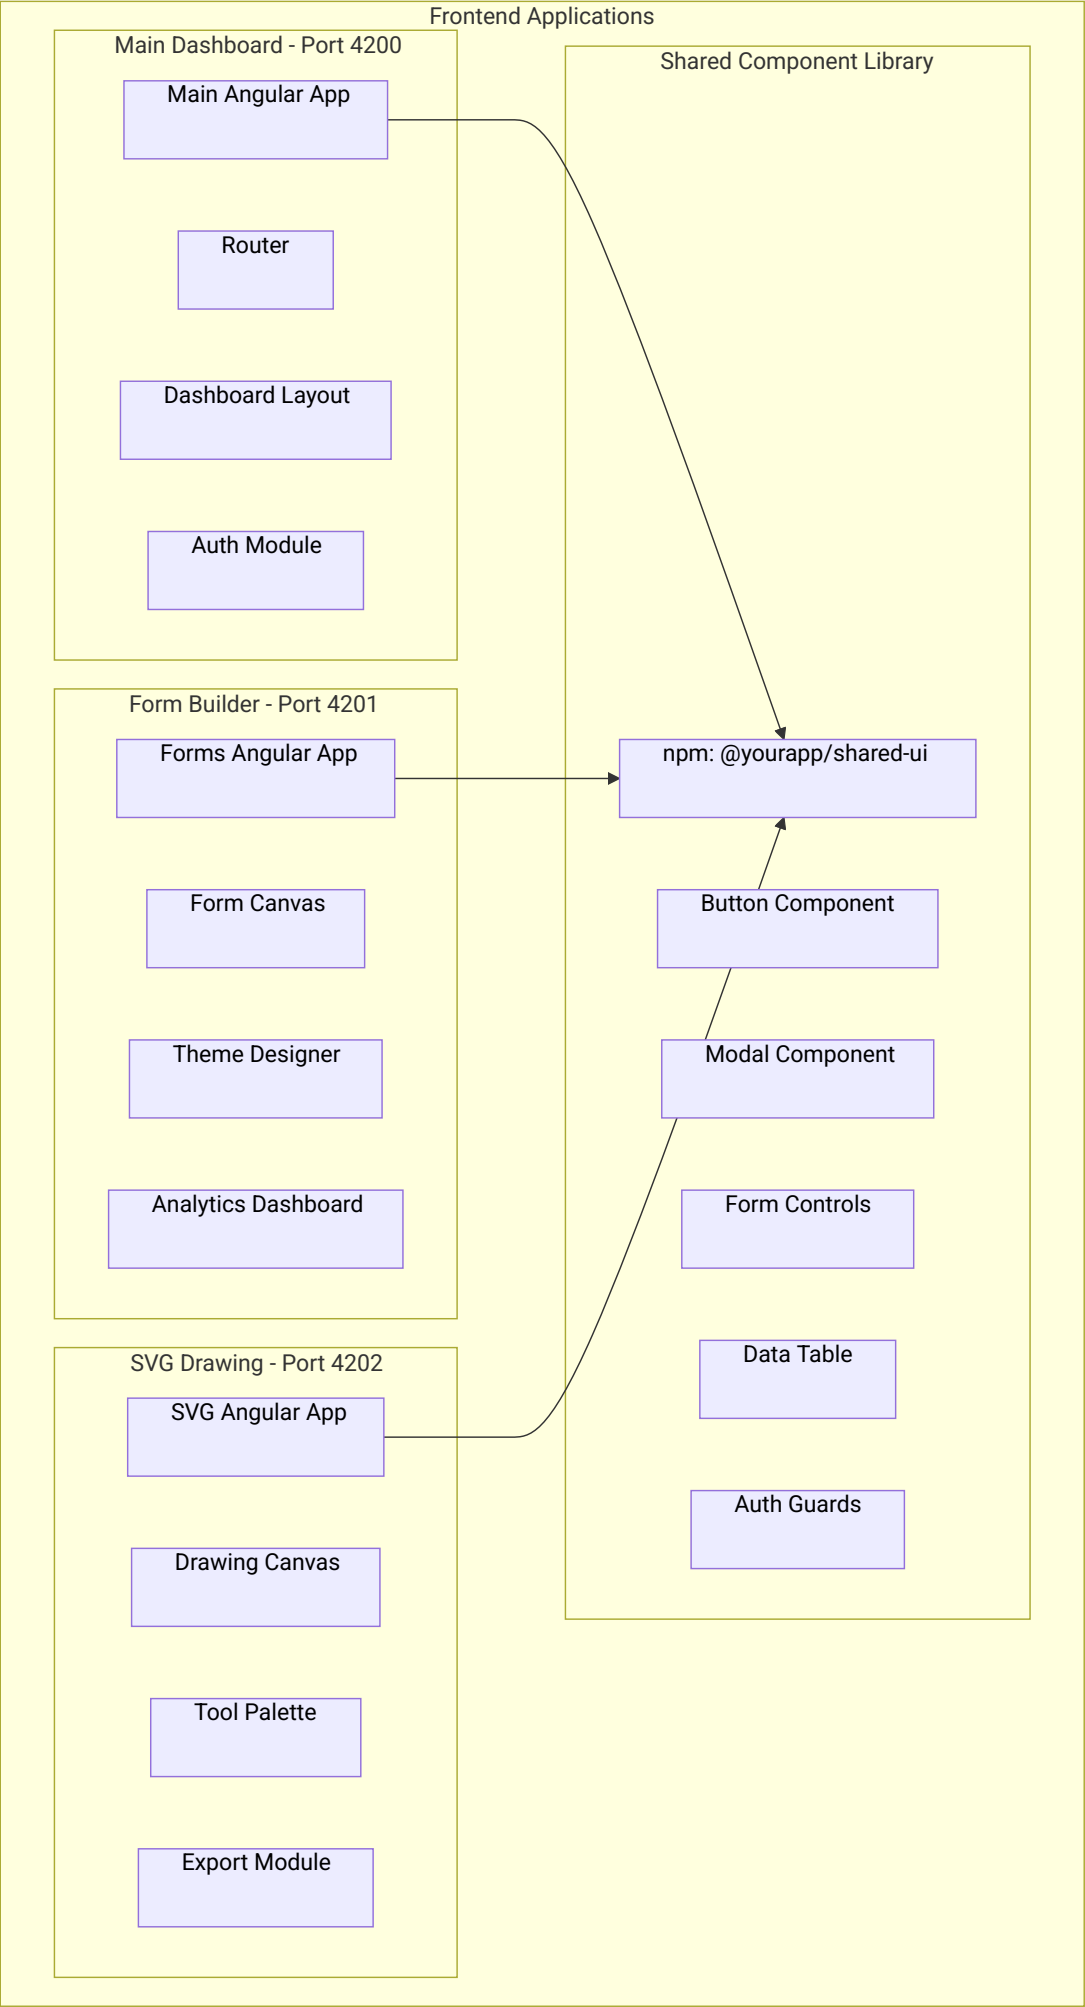 Frontend Applications
Main Dashboard - Port 4200
Main Angular App
Router
Dashboard Layout
Auth Module
Form Builder - Port 4201
Forms Angular App
Form Canvas
Theme Designer
Analytics Dashboard
SVG Drawing - Port 4202
SVG Angular App
Drawing Canvas
Tool Palette
Export Module
Shared Component Library
npm: @yourapp/shared-ui
Button Component
Modal Component
Form Controls
Data Table
Auth Guards